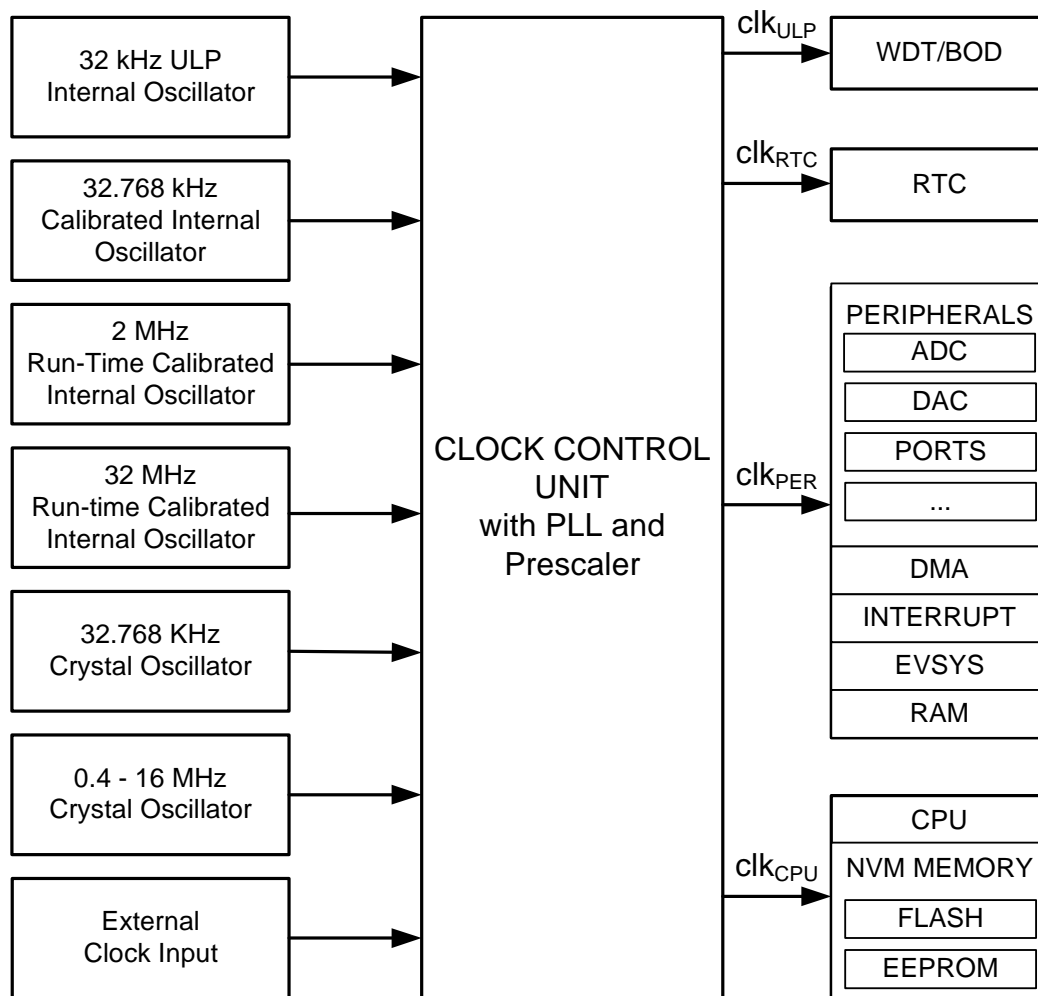 32 kHz ULP
Internal Oscillator
32.768 kHz
Calibrated Internal
Oscillator
2 MHz
Run-Time Calibrated
Internal Oscillator
32 MHz
Run-time Calibrated
Internal Oscillator
32.768 KHz
Crystal Oscillator
0.4 - 16 MHz
Crystal Oscillator
External
Clock Input
CLOCK CONTROL
UNIT
with PLL and
Prescaler
clkULP
clkRTC
clkPER
clkCPU
WDT/BOD
RTC
PERIPHERALS
ADC
DAC
PORTS
...
DMA
INTERRUPT
EVSYS
RAM
CPU
NVM MEMORY
FLASH
EEPROM